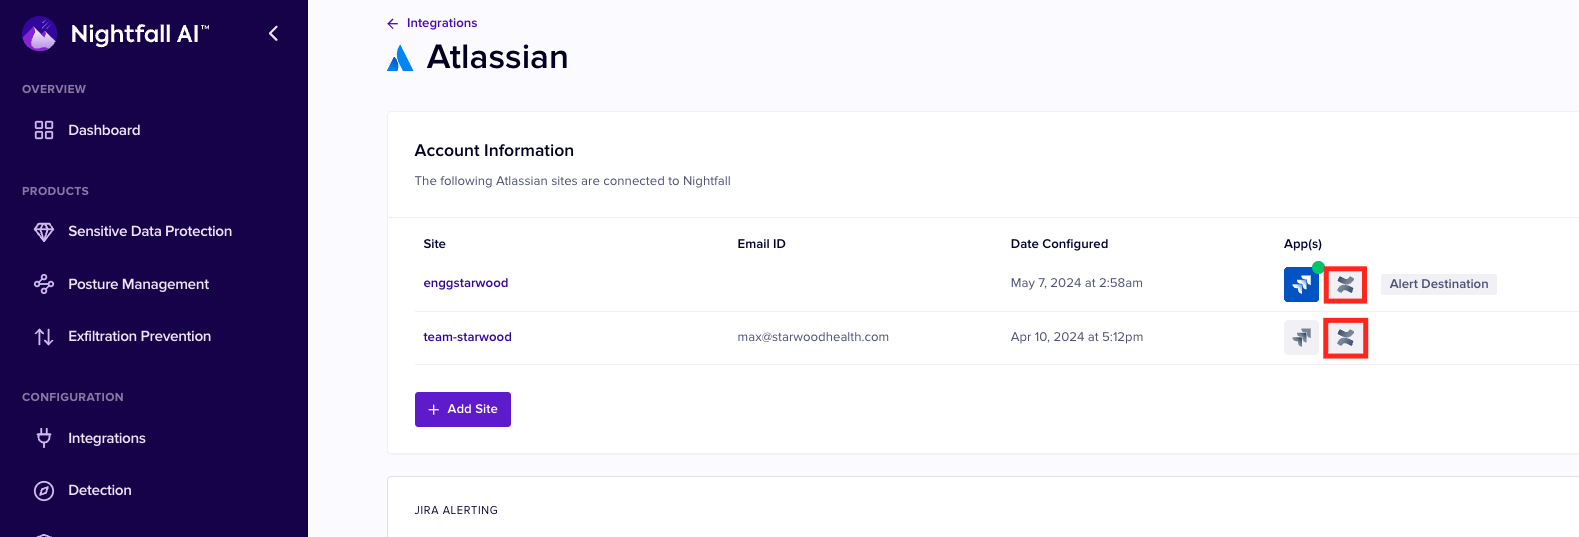 Nightfall AI™
OVERVIEW
Dashboard
PRODUCTS
Sensitive Data Protection
Posture Management
Exfiltration Prevention
CONFIGURATION
Integrations
Detection
Integrations
Atlassian
Account Information
The following Atlassian sites are connected to Nightfall
Site Email ID Date Configured App(s)
enggstarwood May 7, 2024 at 2:58am Alert Destination
team-starwood max@starwoodhealth.com Apr 10, 2024 at 5:12pm
+ Add Site
JIRA ALERTING